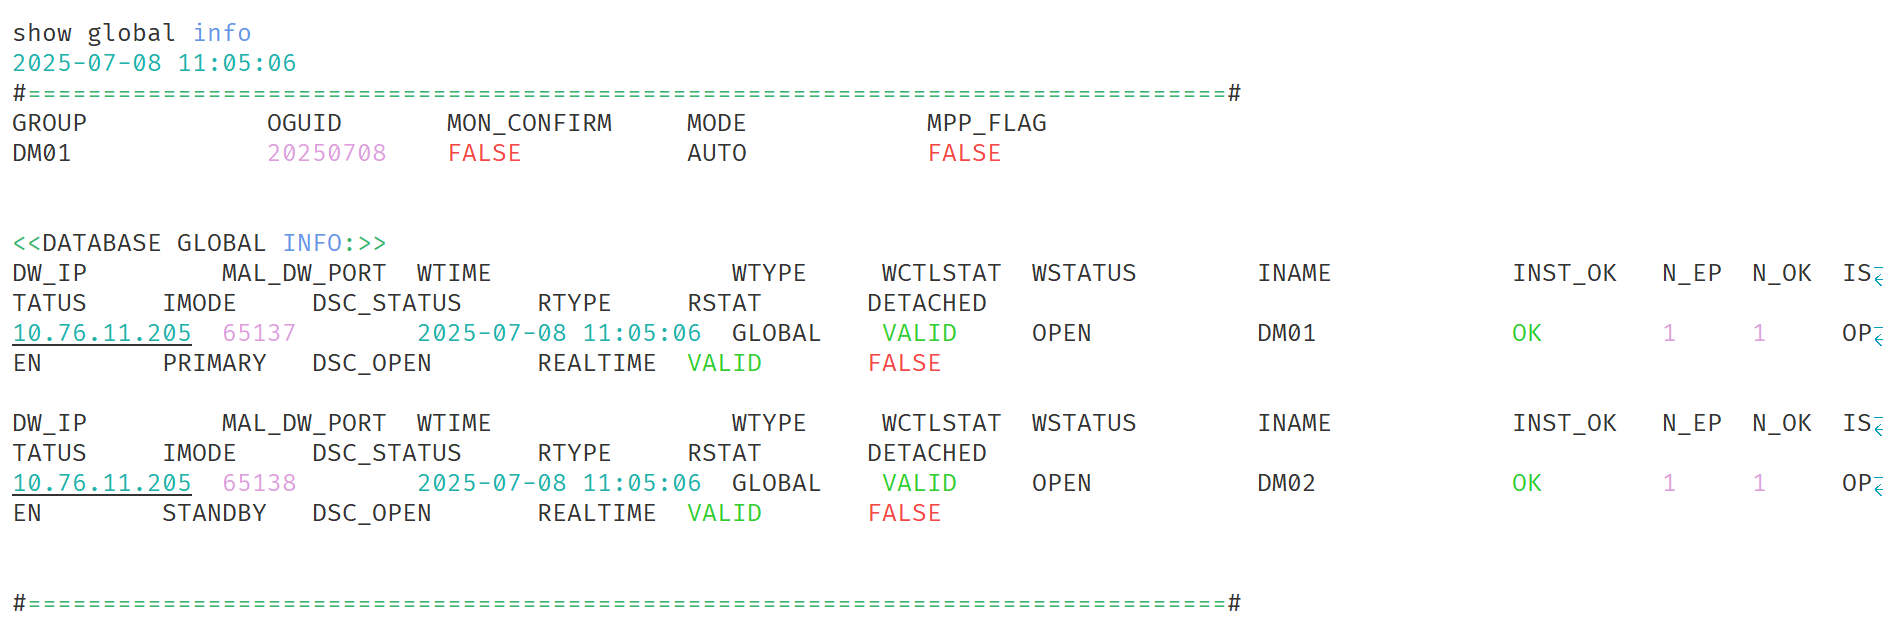 show global info
2025-07-08 11:05:06
#================================================================================#
GROUP            OGUID       MON_CONFIRM     MODE            MPP_FLAG
DM01             20250708    FALSE           AUTO            FALSE
<<DATABASE GLOBAL INFO:>>
DW_IP         MAL_DW_PORT  WTIME                WTYPE     WCTLSTAT  WSTATUS        INAME            INST_OK   N_EP  N_OK  IS
TATUS     IMODE     DSC_STATUS     RTYPE     RSTAT       DETACHED
10.76.11.205  65137        2025-07-08 11:05:06  GLOBAL    VALID     OPEN           DM01             OK        1     1     OP
EN        PRIMARY   DSC_OPEN       REALTIME  VALID       FALSE
DW_IP         MAL_DW_PORT  WTIME                WTYPE     WCTLSTAT  WSTATUS        INAME            INST_OK   N_EP  N_OK  IS
TATUS     IMODE     DSC_STATUS     RTYPE     RSTAT       DETACHED
10.76.11.205  65138        2025-07-08 11:05:06  GLOBAL    VALID     OPEN           DM02             OK        1     1     OP
EN        STANDBY   DSC_OPEN       REALTIME  VALID       FALSE
#================================================================================#